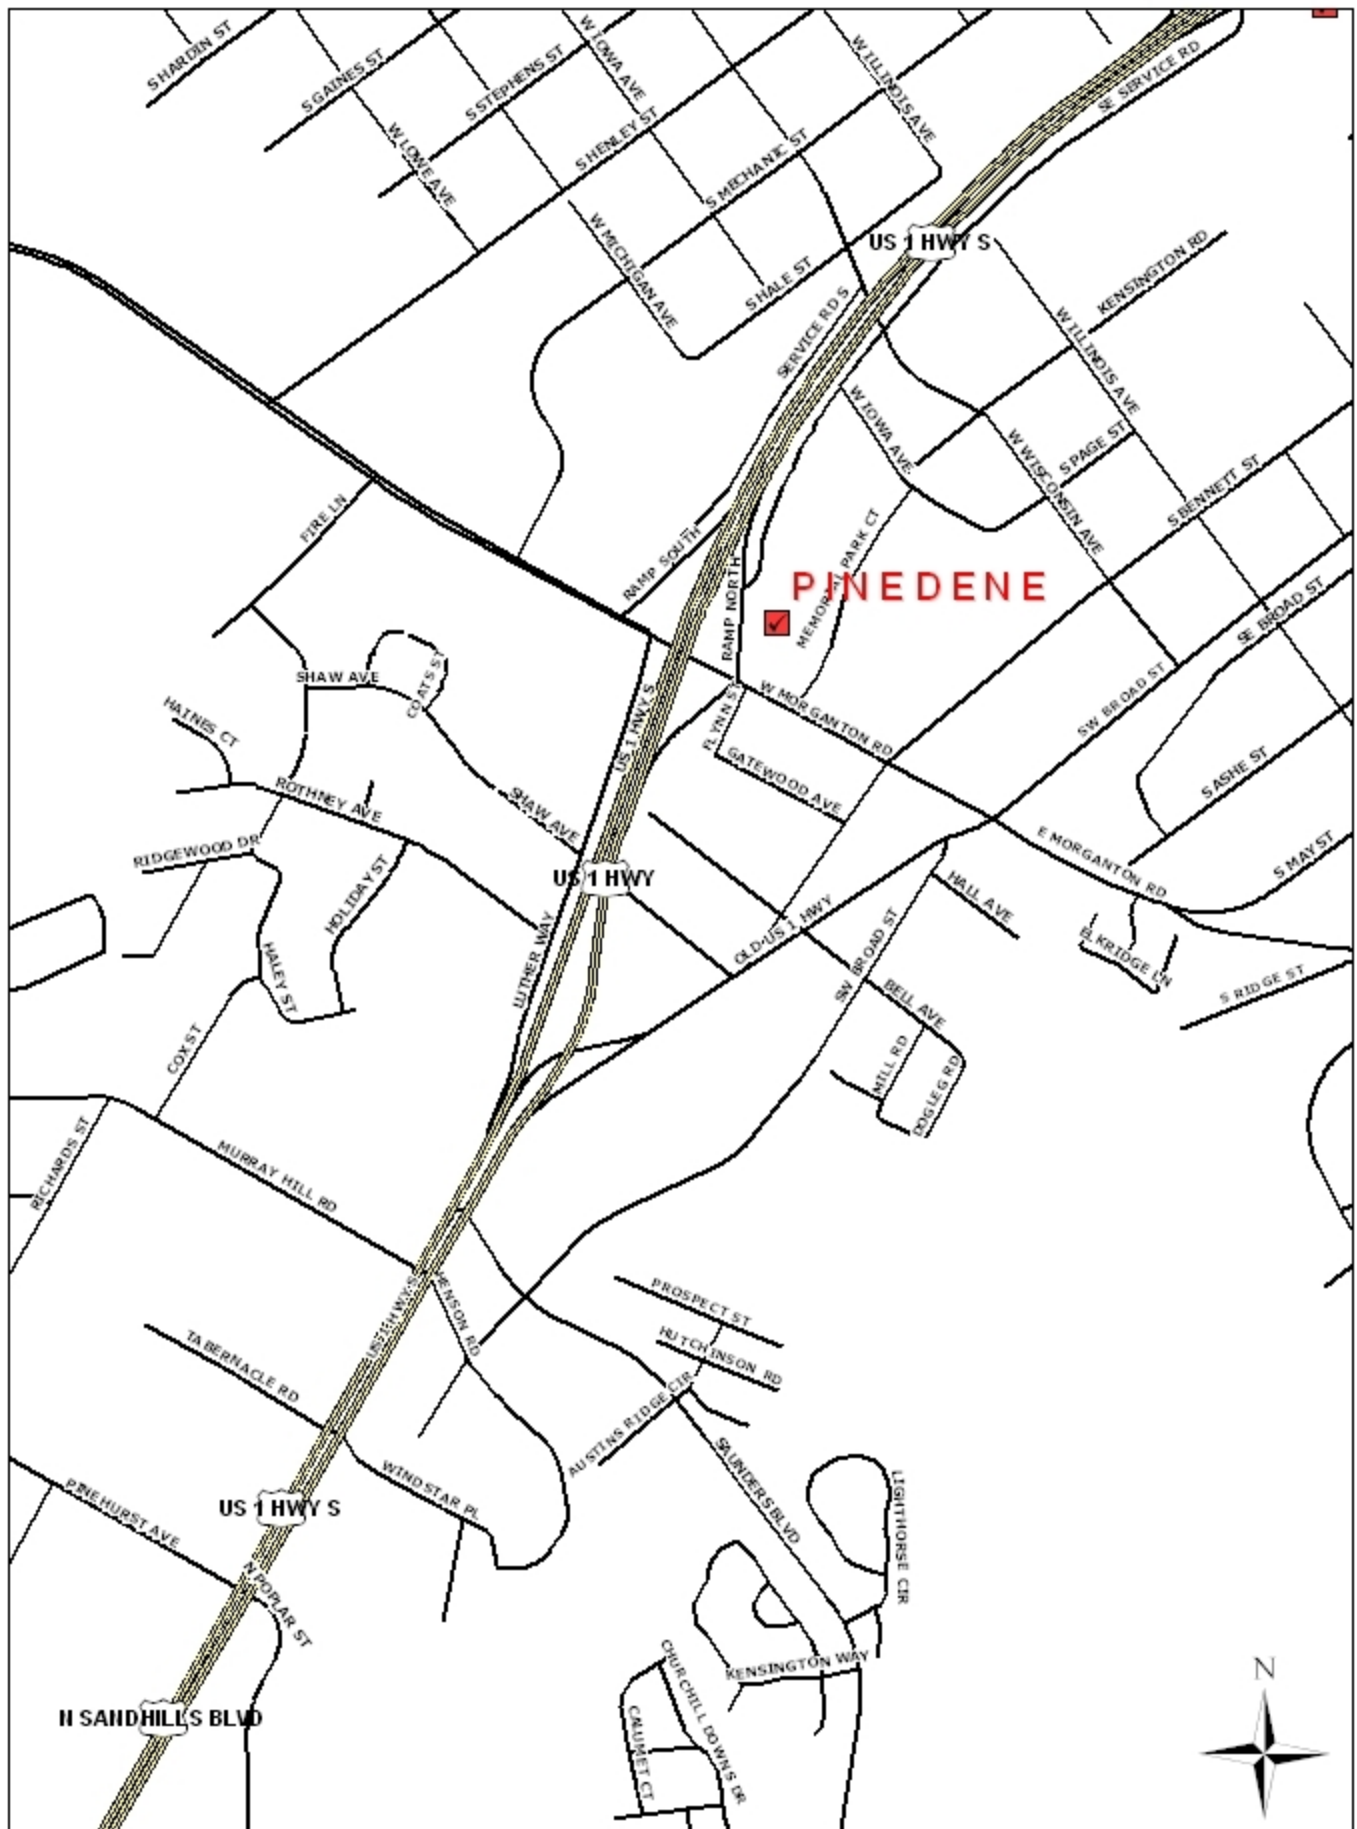 S HARDIN ST
S GAINES ST
S STEPHENS ST
W IOWA AVE
W ILLINOIS AVE
SE SERVICE RD
W LOWE AVE
S HENLEY ST
S MECHANIC ST
W MICHIGAN AVE
S HALE ST
US 1 HWY S
KENSINGTON RD
SERVICE RD S
W ILLINOIS AVE
W IOWA AVE
W WISCONSIN AVE
S PAGE ST
S BENNETT ST
FIRE LN
RAMP SOUTH
RAMP NORTH
MEMORIAL PARK CT
PINEDENE
SE BROAD ST
SHAW AVE
COATS ST
HAINES CT
US 1 HWY S
FLYNN ST
W MORGANTON RD
SW BROAD ST
GATEWOOD AVE
S ASHE ST
ROTHNEY AVE
SHAW AVE
RIDGEWOOD DR
US 1 HWY
HOLIDAY ST
E MORGANTON RD
S MAY ST
HALL AVE
OLD US 1 HWY
LUTHER WAY
HALEY ST
SW BROAD ST
ELKRIDGE LN
S RIDGE ST
BELL AVE
COX ST
MILL RD
DOGLEG RD
RICHARDS ST
MURRAY HILL RD
US 1 HWY S
HENSON RD
PROSPECT ST
HUTCHINSON RD
TABERNACLE RD
AUSTINS RIDGE CIR
WINDSTAR PL
SAUNDERS BLVD
LIGHTHORSE CIR
PINEHURST AVE
US 1 HWY S
N POPLAR ST
KENSINGTON WAY
CHURCHILL DOWNS DR
CALUMET CT
N SANDHILLS BLVD
N